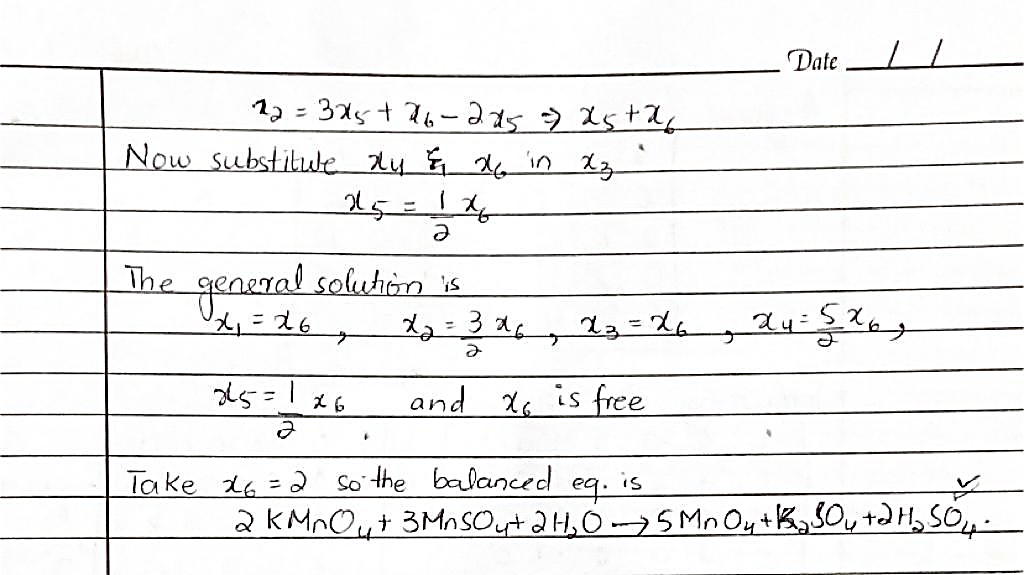 Date / /
x₂ = 3x₅ + x₆ - 2x₅ ⇒ x₅ + x₆
Now substitute x₄ & x₆ in x₃
x₅ = 1/2 x₆
The general solution is
x₁ = x₆ , x₂ = 3/2 x₆ , x₃ = x₆ , x₄ = 5/2 x₆ ,
x₅ = 1/2 x₆ and x₆ is free
Take x₆ = 2 so the balanced eq. is
2 KMnO₄ + 3MnSO₄ + 2H₂O → 5 MnO₄ + K₂SO₄ + 2H₂SO₄.